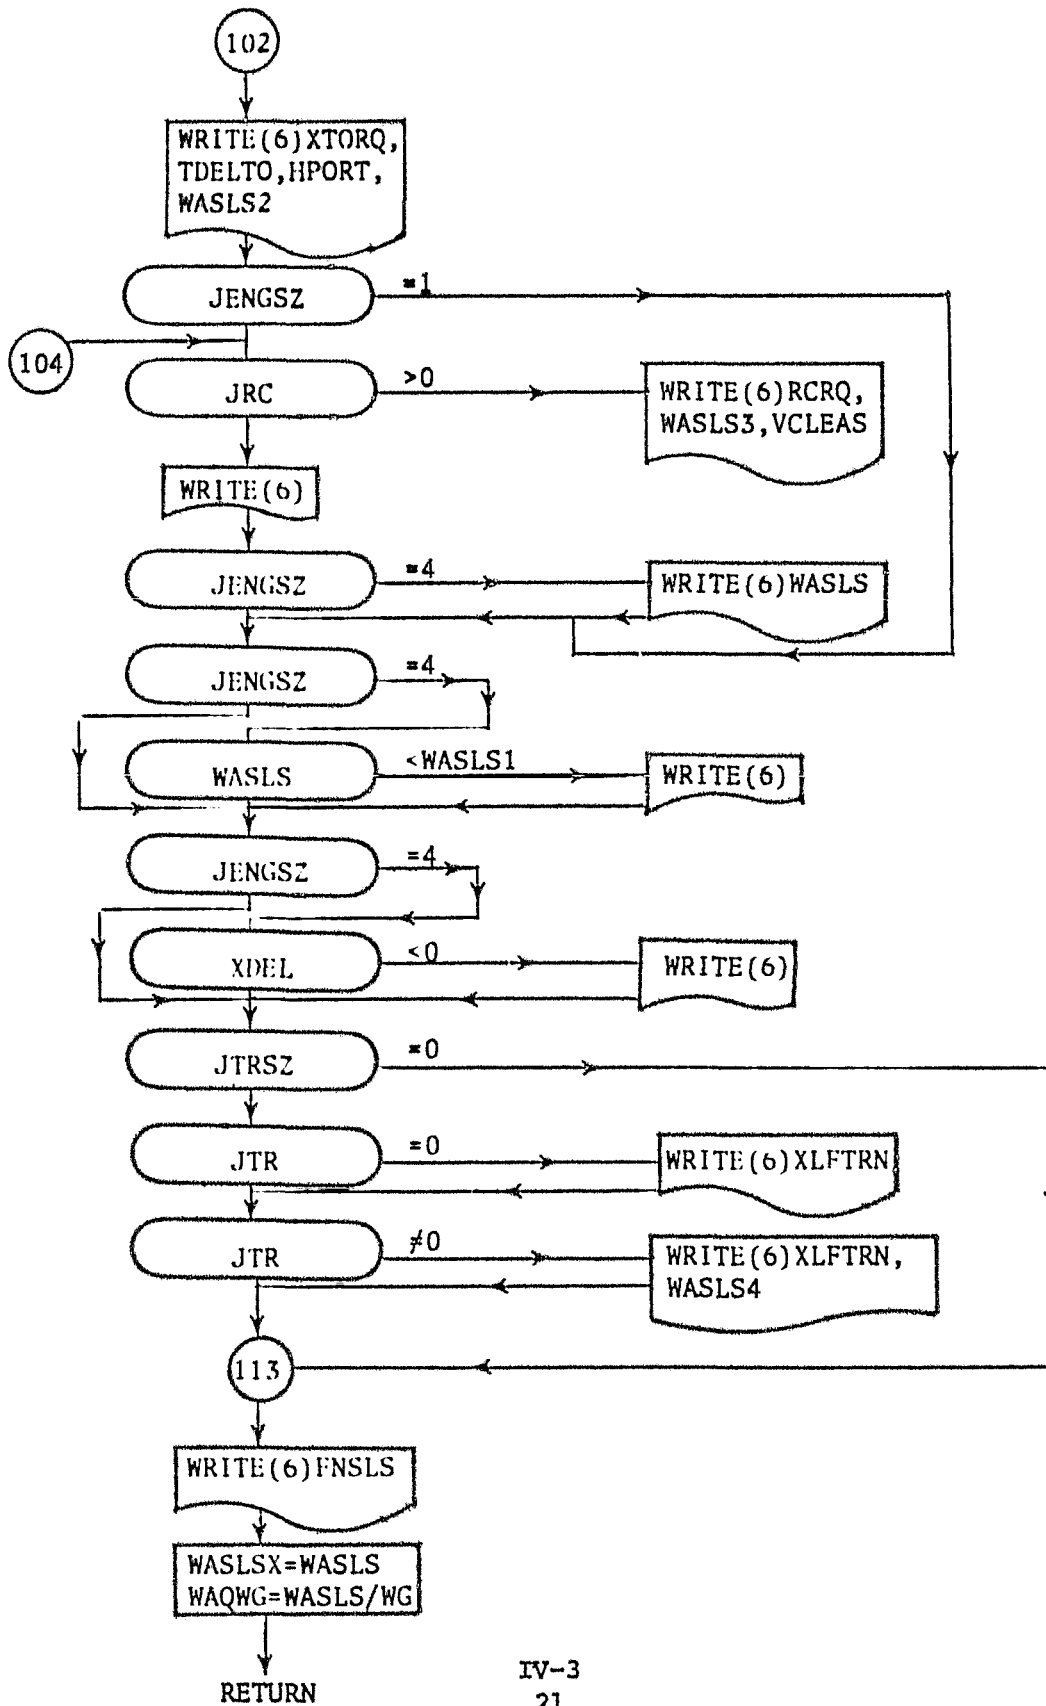 102
WRITE(6)XTORQ,
TDELTO,HPORT,
WASLS2
JENGSZ
=1
104
JRC
>0
WRITE(6)RCRQ,
WASLS3,VCLEAS
WRITE(6)
JENGSZ
=4
WRITE(6)WASLS
JENGSZ
=4
WASLS
<WASLS1
WRITE(6)
JENGSZ
=4
XDEL
<0
WRITE(6)
JTRSZ
=0
JTR
=0
WRITE(6)XLFTRN
JTR
≠0
WRITE(6)XLFTRN,
WASLS4
113
WRITE(6)FNSLS
WASLSX=WASLS
WAQWG=WASLS/WG
RETURN
IV-3
21